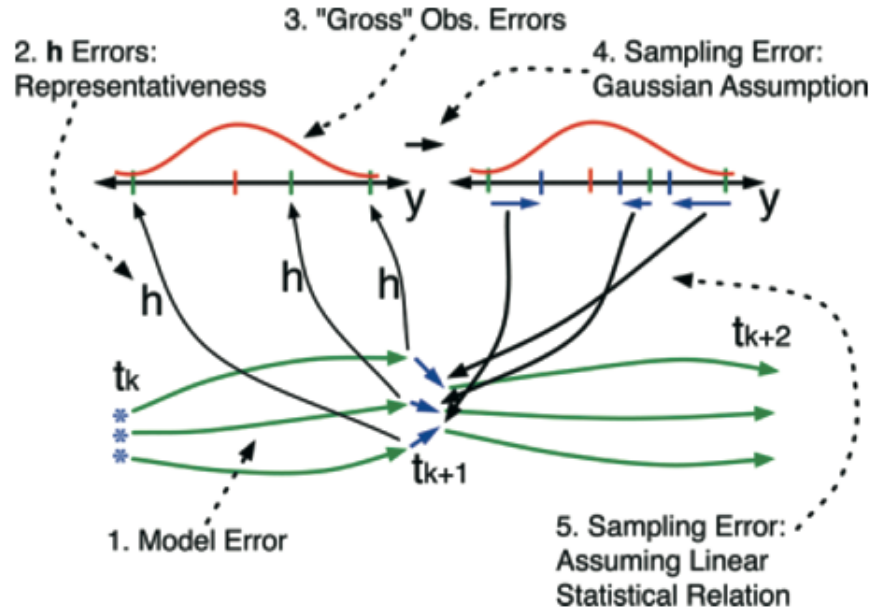 3. "Gross" Obs. Errors
2. h Errors:
Representativeness
4. Sampling Error:
Gaussian Assumption
y
y
h
h
h
tk
tk+2
tk+1
1. Model Error
5. Sampling Error:
Assuming Linear
Statistical Relation